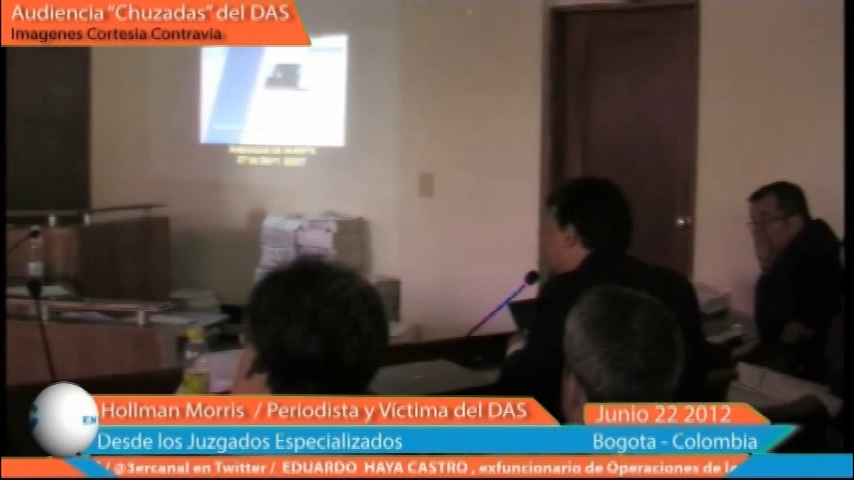 Audiencia "Chuzadas" del DAS
Imagenes Cortesia Contravia
EN
Hollman Morris / Periodista y Víctima del DAS
Junio 22 2012
Desde los Juzgados Especializados
Bogota - Colombia
/ @3ercanal en Twitter / EDUARDO HAYA CASTRO , exfuncionario de Operaciones de